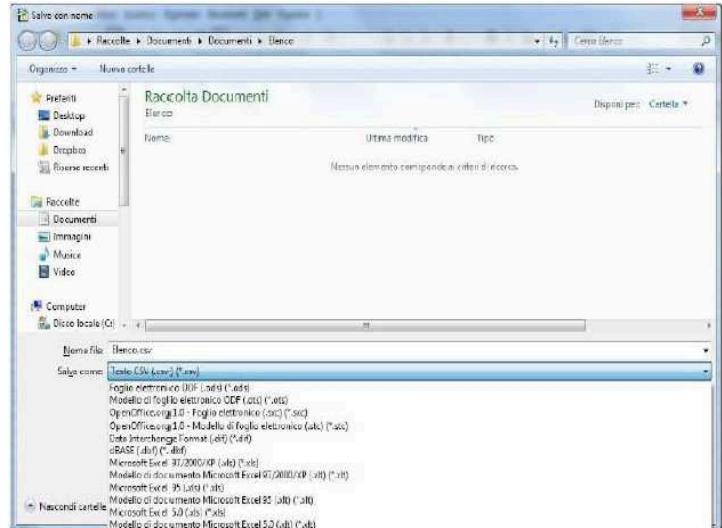 Salva con nome
Raccolte ▸ Documenti ▸ Documenti ▸ Elenco
Cerca Elenco
Organizza
Nuova cartella
Preferiti
Desktop
Download
Dropbox
Risorse recenti
Raccolte
Documenti
Immagini
Musica
Video
Computer
Disco locale (C:)
Raccolta Documenti
Elenco
Disponi per: Cartella
Nome
Ultima modifica
Tipo
Nessun elemento corrisponde ai criteri di ricerca.
Nome file: Elenco.csv
Salva come: Testo CSV (.csv) (*.csv)
Foglio elettronico ODF (.ods) (*.ods)
Modello di foglio elettronico ODF (.ots) (*.ots)
OpenOffice.org 1.0 - Foglio elettronico (.sxc) (*.sxc)
OpenOffice.org 1.0 - Modello di foglio elettronico (.stc) (*.stc)
Data Interchange Format (.dif) (*.dif)
dBASE (.dbf) (*.dbf)
Microsoft Excel 97/2000/XP (.xls) (*.xls)
Modello di documento Microsoft Excel 97/2000/XP (.xlt) (*.xlt)
Microsoft Excel 95 (.xls) (*.xls)
Modello di documento Microsoft Excel 95 (.xlt) (*.xlt)
Microsoft Excel 5.0 (.xls) (*.xls)
Modello di documento Microsoft Excel 5.0 (.xlt) (*.xlt)
Nascondi cartelle